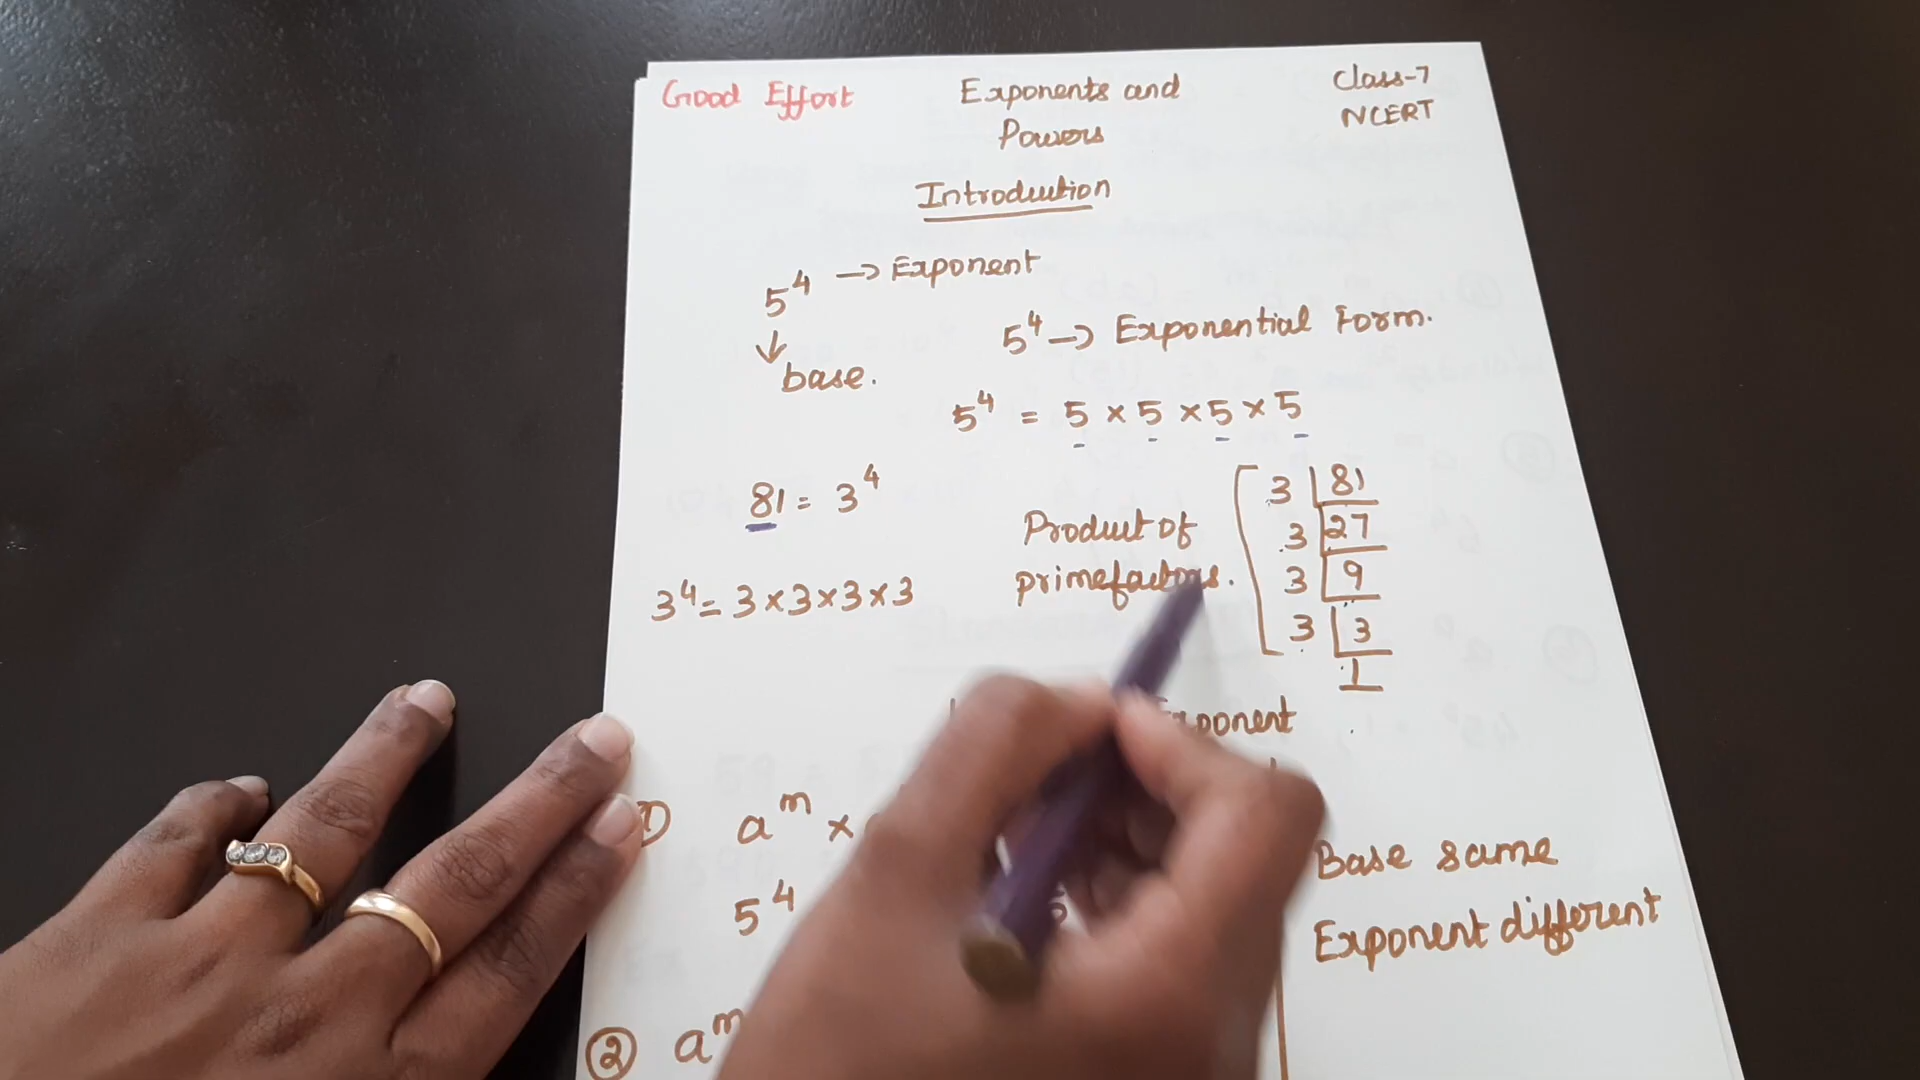 Good Effort
Exponents and
Powers
Class-7
NCERT
Introduction
5⁴ → Exponent
↓
base.
5⁴ → Exponential Form.
5⁴ = 5 × 5 × 5 × 5
81 = 3⁴
3⁴ = 3 × 3 × 3 × 3
Product of
primefactors.
3 | 81
3 | 27
3 | 9
3 | 3
1
Exponent
① aᵐ ×
5⁴
Base same
Exponent different
② aᵐ